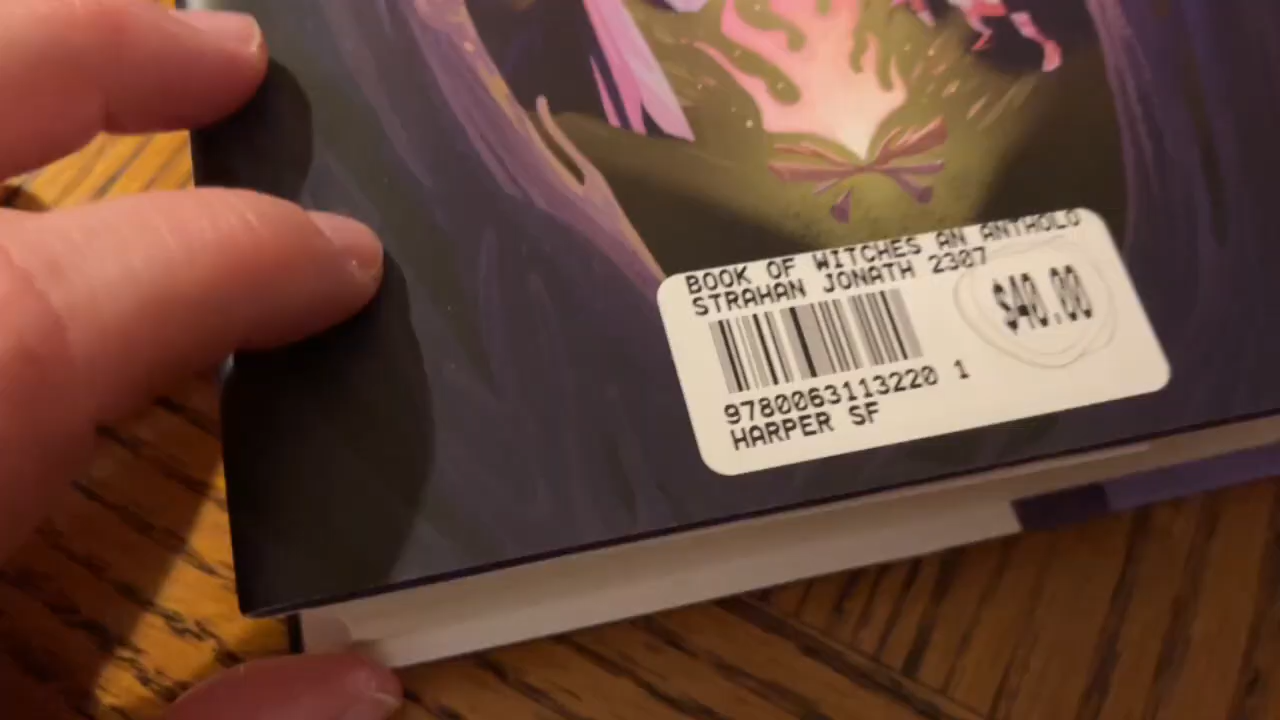 BOOK OF WITCHES AN ANTHOLO
STRAHAN JONATH 2307
$40.00
9780063113220 1
HARPER SF